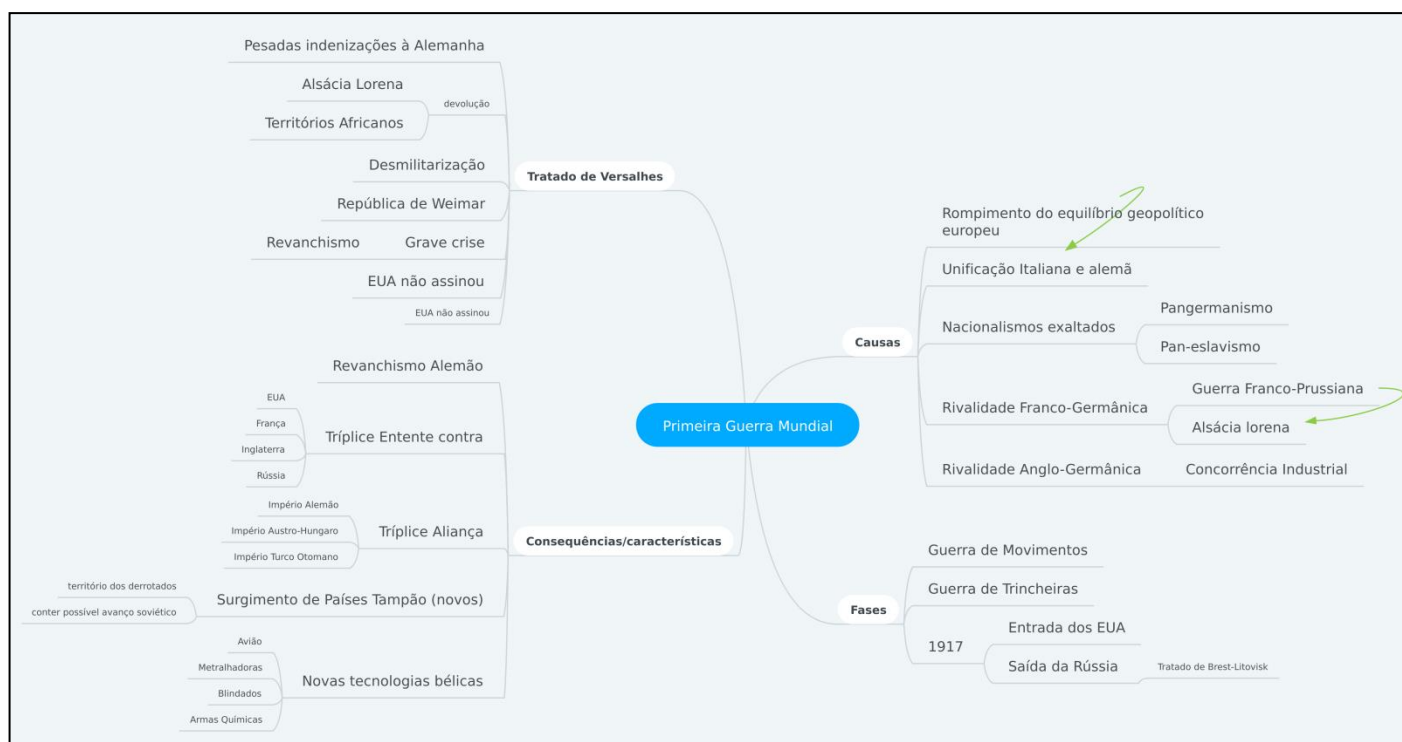 Pesadas indenizações à Alemanha
Alsácia Lorena
devolução
Territórios Africanos
Desmilitarização
Tratado de Versalhes
República de Weimar
Revanchismo
Grave crise
EUA não assinou
EUA não assinou
Revanchismo Alemão
EUA
França
Tríplice Entente contra
Inglaterra
Rússia
Império Alemão
Império Austro-Hungaro
Tríplice Aliança
Império Turco Otomano
Consequências/características
território dos derrotados
Surgimento de Países Tampão (novos)
conter possível avanço soviético
Avião
Metralhadoras
Novas tecnologias bélicas
Blindados
Armas Químicas
Primeira Guerra Mundial
Rompimento do equilíbrio geopolítico
europeu
Unificação Italiana e alemã
Nacionalismos exaltados
Pangermanismo
Pan-eslavismo
Causas
Rivalidade Franco-Germânica
Guerra Franco-Prussiana
Alsácia lorena
Rivalidade Anglo-Germânica
Concorrência Industrial
Guerra de Movimentos
Guerra de Trincheiras
Fases
1917
Entrada dos EUA
Saída da Rússia
Tratado de Brest-Litovisk